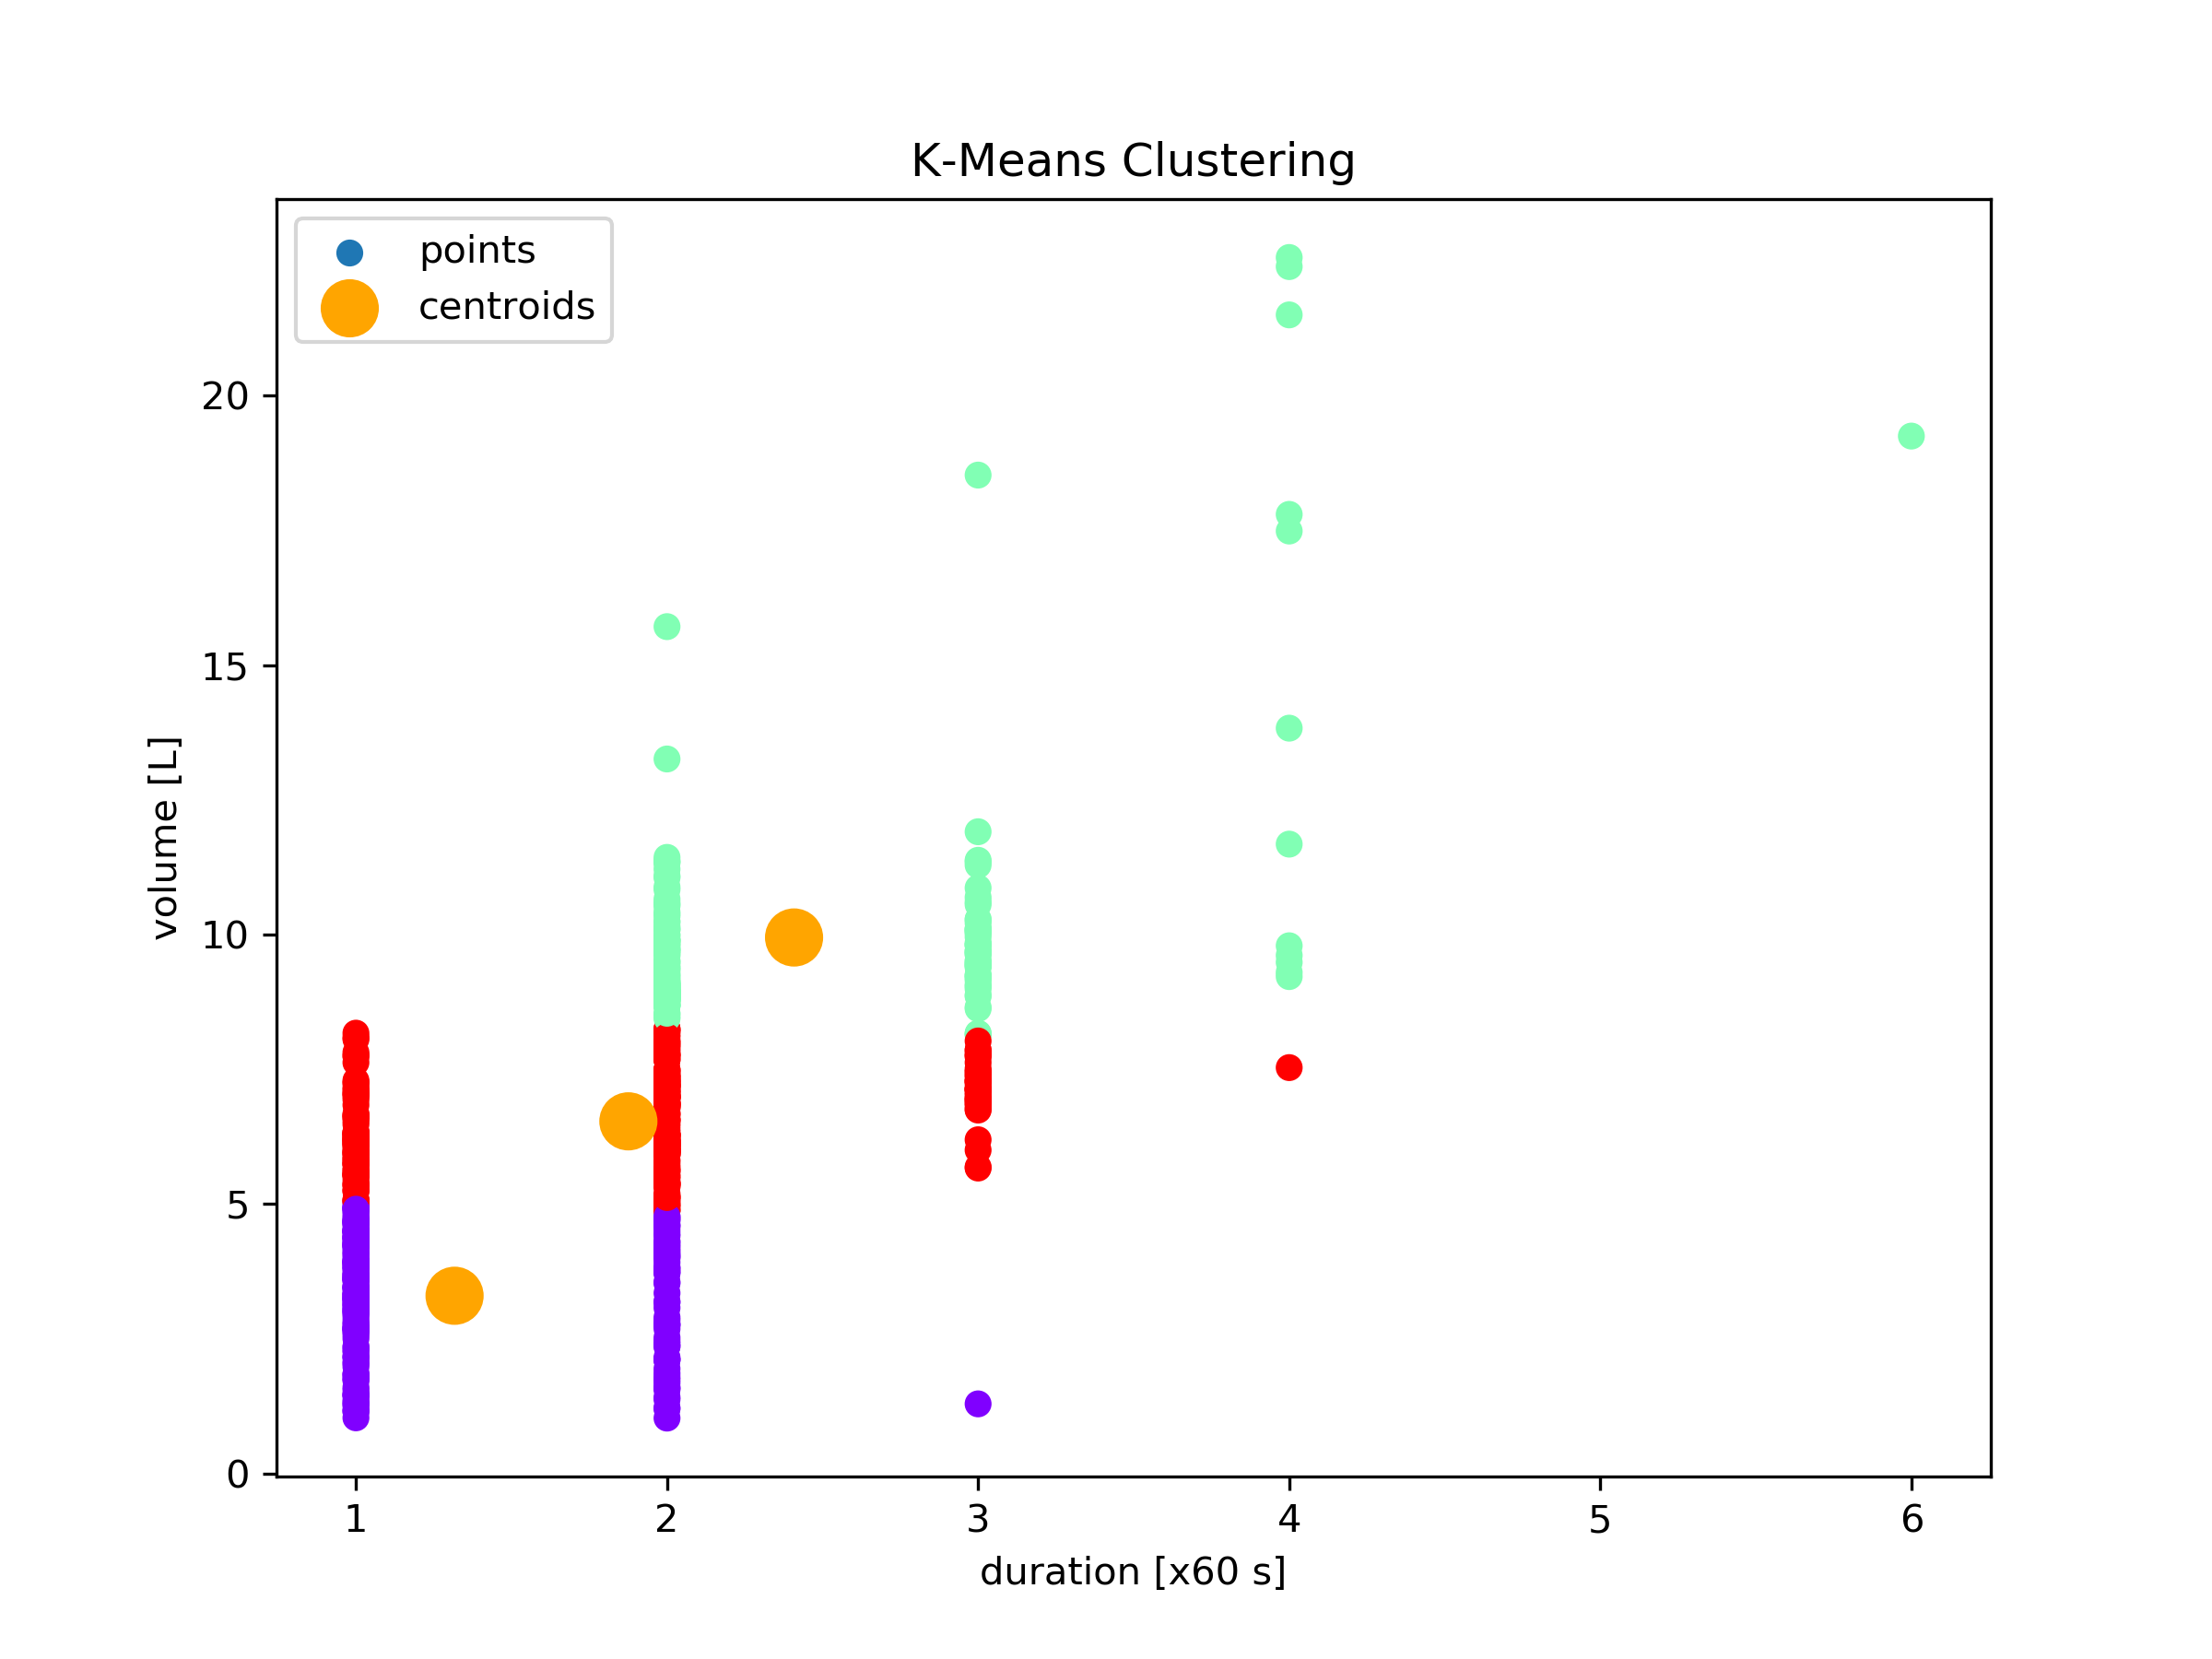 K-Means Clustering
points
centroids
20
15
10
5
0
volume [L]
1 2 3 4 5 6
duration [x60 s]